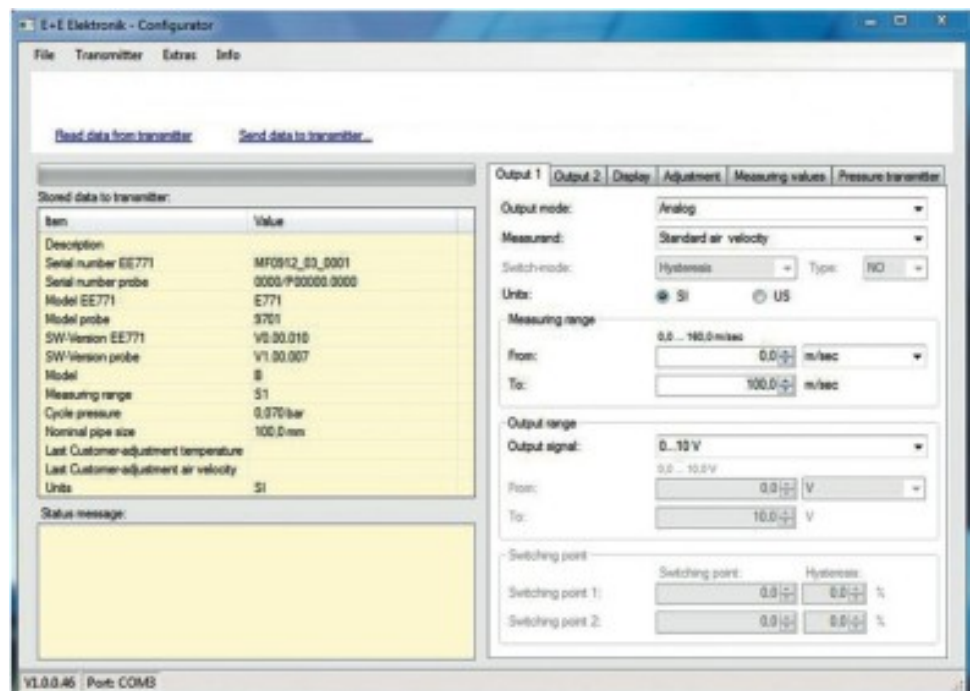 E+E Elektronik - Configurator
File Transmitter Extras Info
Read data from transmitter Send data to transmitter...
Stored data to transmitter:
Item Value
Description
Serial number EE771 MF0912_03_0001
Serial number probe 0000/P00000.0000
Model EE771 E771
Model probe S701
SW-Version EE771 V0.00.010
SW-Version probe V1.00.007
Model B
Measuring range S1
Cycle pressure 0,070 bar
Nominal pipe size 100,0 mm
Last Customer-adjustment temperature
Last Customer-adjustment air velocity
Units SI
Status message:
Output 1 Output 2 Display Adjustment Measuring values Pressure transmitter
Output mode: Analog
Measurand: Standard air velocity
Switch-mode: Hysteresis Type: NO
Units: SI US
Measuring range
0,0 ... 160,0 m/sec
From: 0,0 m/sec
To: 100,0 m/sec
Output range
Output signal: 0...10 V
0,0 ... 10,0 V
From: 0,0 V
To: 10,0 V
Switching point
Switching point: Hysteresis:
Switching point 1: 0,0 0,0 %
Switching point 2: 0,0 0,0 %
V1.0.0.46 Port: COM3